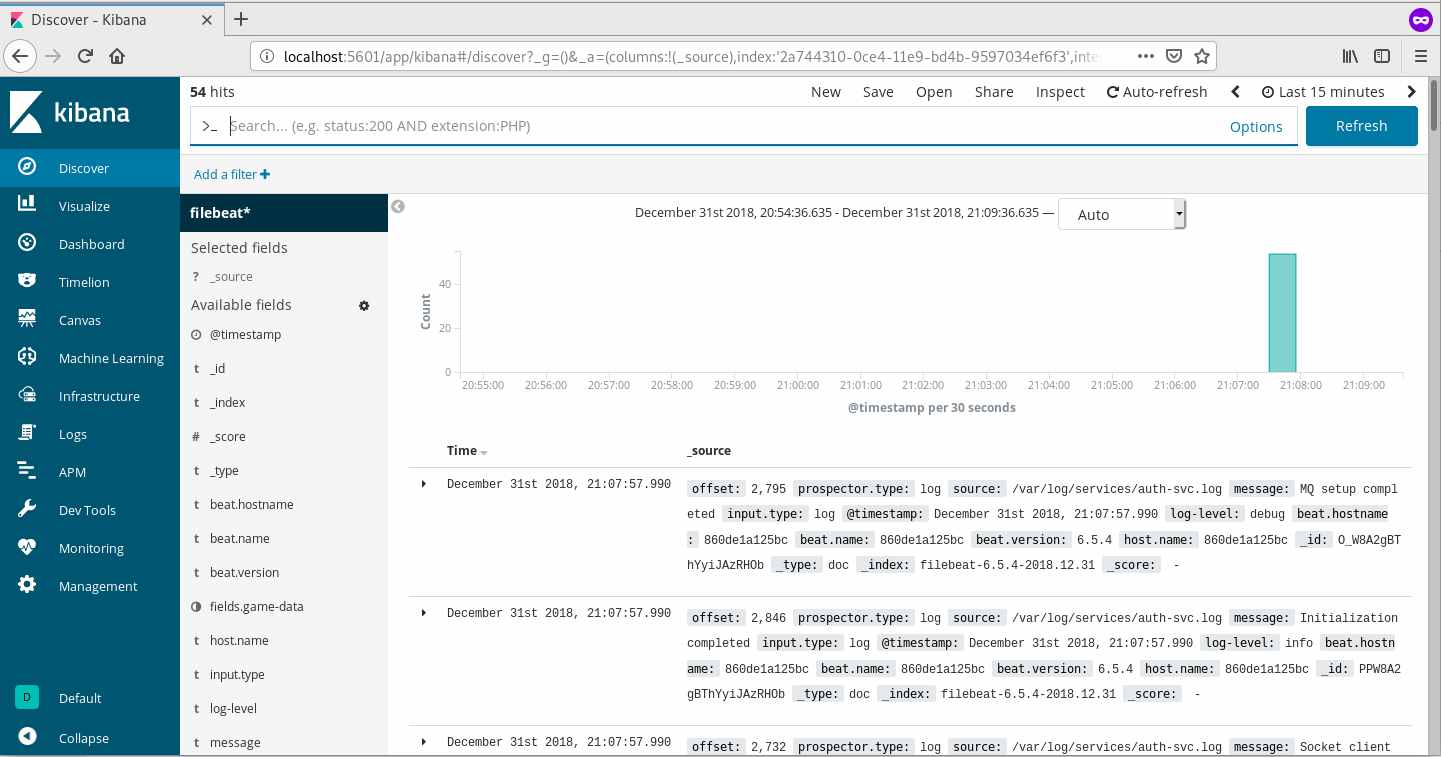 Discover - Kibana
localhost:5601/app/kibana#/discover?_g=()&_a=(columns:!(_source),index:'2a744310-0ce4-11e9-bd4b-9597034ef6f3',inte
kibana
Discover
Visualize
Dashboard
Timelion
Canvas
Machine Learning
Infrastructure
Logs
APM
Dev Tools
Monitoring
Management
D Default
Collapse
54 hits
New Save Open Share Inspect Auto-refresh Last 15 minutes
>_ Search... (e.g. status:200 AND extension:PHP) Options Refresh
Add a filter +
filebeat*
Selected fields
? _source
Available fields
@timestamp
t _id
t _index
# _score
t _type
t beat.hostname
t beat.name
t beat.version
fields.game-data
t host.name
t input.type
t log-level
t message
December 31st 2018, 20:54:36.635 - December 31st 2018, 21:09:36.635 — Auto
Count
40
20
0
20:55:00 20:56:00 20:57:00 20:58:00 20:59:00 21:00:00 21:01:00 21:02:00 21:03:00 21:04:00 21:05:00 21:06:00 21:07:00 21:08:00 21:09:00
@timestamp per 30 seconds
Time _source
December 31st 2018, 21:07:57.990 offset: 2,795 prospector.type: log source: /var/log/services/auth-svc.log message: MQ setup compl
eted input.type: log @timestamp: December 31st 2018, 21:07:57.990 log-level: debug beat.hostname
: 860de1a125bc beat.name: 860de1a125bc beat.version: 6.5.4 host.name: 860de1a125bc _id: O_W8A2gBT
hYyiJAzRHOb _type: doc _index: filebeat-6.5.4-2018.12.31 _score: -
December 31st 2018, 21:07:57.990 offset: 2,846 prospector.type: log source: /var/log/services/auth-svc.log message: Initialization
completed input.type: log @timestamp: December 31st 2018, 21:07:57.990 log-level: info beat.hostn
ame: 860de1a125bc beat.name: 860de1a125bc beat.version: 6.5.4 host.name: 860de1a125bc _id: PPW8A2
gBThYyiJAzRHOb _type: doc _index: filebeat-6.5.4-2018.12.31 _score: -
December 31st 2018, 21:07:57.990 offset: 2,732 prospector.type: log source: /var/log/services/auth-svc.log message: Socket client